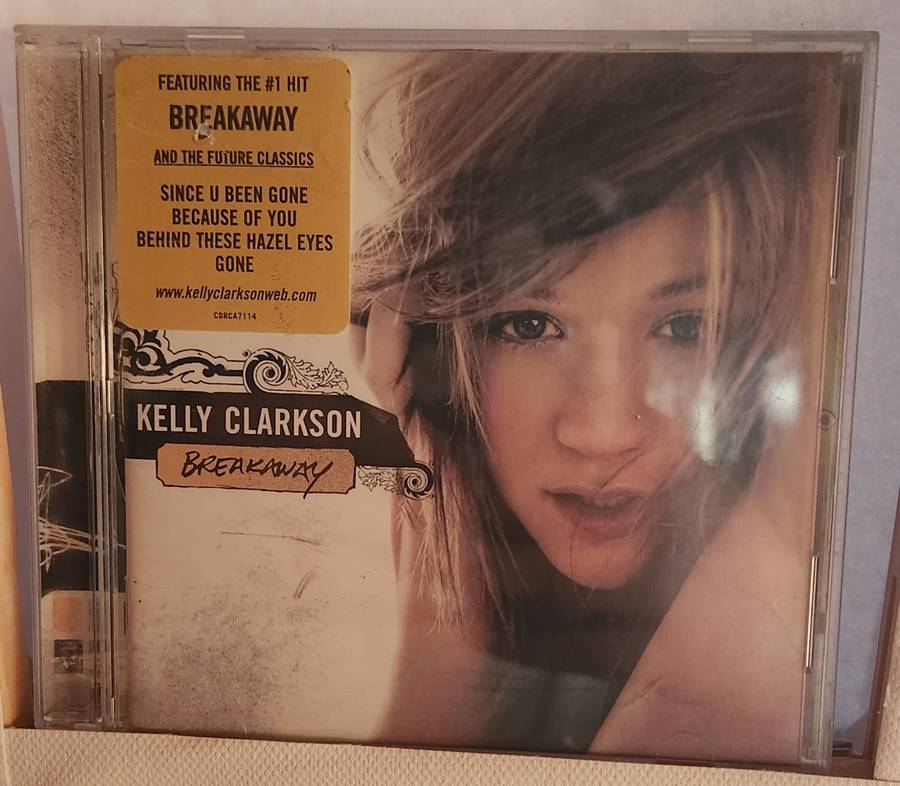 FEATURING THE #1 HIT
BREAKAWAY
AND THE FUTURE CLASSICS
SINCE U BEEN GONE
BECAUSE OF YOU
BEHIND THESE HAZEL EYES
GONE
www.kellyclarksonweb.com
CDRCA7114
KELLY CLARKSON
BREAKAWAY